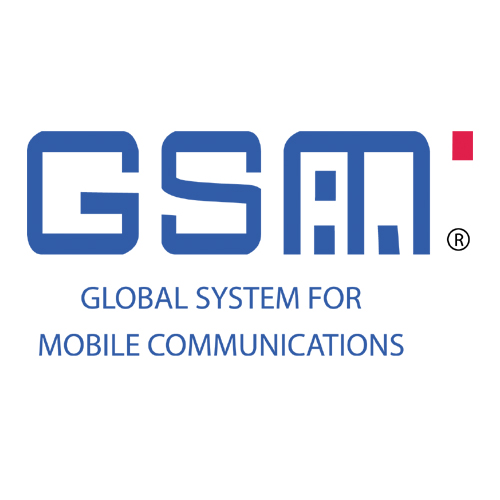 GSM ®
GLOBAL SYSTEM FOR
MOBILE COMMUNICATIONS